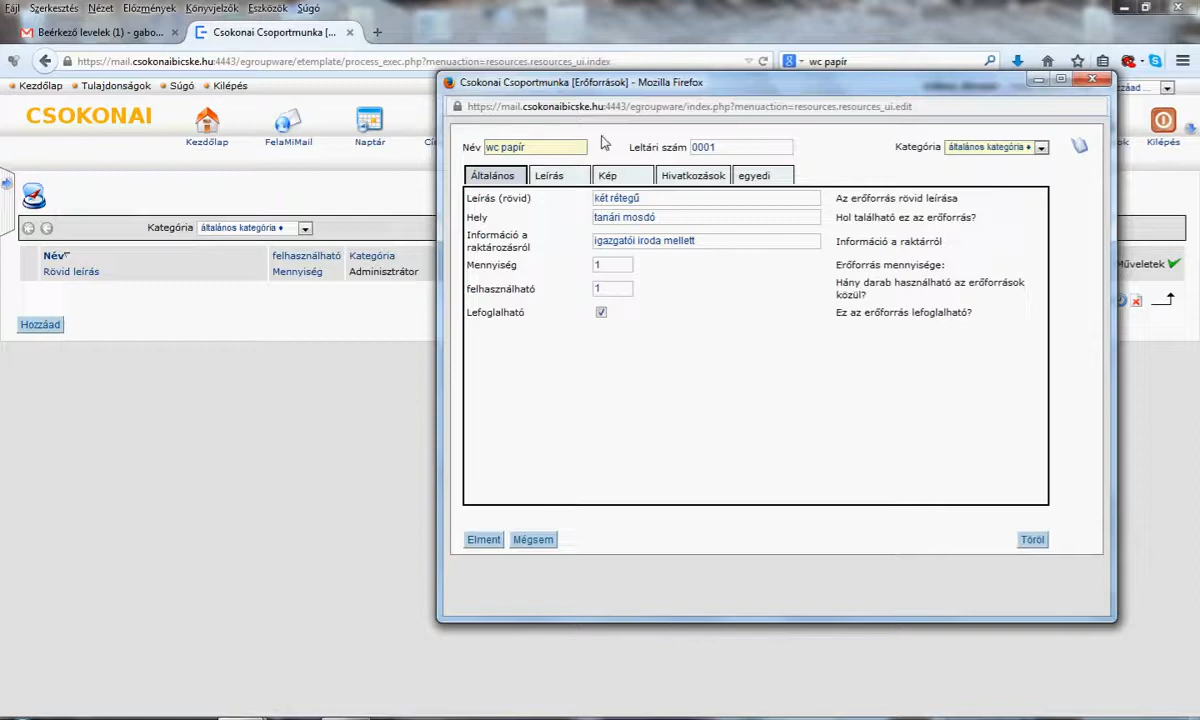 Fájl Szerkesztés Nézet Előzmények Könyvjelzők Eszközök Súgó
Beérkező levelek (1) - gabo... × Csokonai Csoportmunka [... × +
https://mail.csokonaibicske.hu:4443/egroupware/etemplate/process_exec.php?menuaction=resources.resources_ui.index
wc papír
Kezdőlap Tulajdonságok Súgó Kilépés
CSOKONAI
Kezdőlap FelaMiMail Naptár Kilépés
Kategória általános kategória ♦
Név felhasználható Kategória
Rövid leírás Mennyiség Adminisztrátor
Műveletek
Hozzáad
Csokonai Csoportmunka [Erőforrások] - Mozilla Firefox
https://mail.csokonaibicske.hu:4443/egroupware/index.php?menuaction=resources.resources_ui.edit
Név wc papír Leltári szám 0001 Kategória általános kategória ♦
Általános Leírás Kép Hivatkozások egyedi
Leírás (rövid) két rétegű Az erőforrás rövid leírása
Hely tanári mosdó Hol található ez az erőforrás?
Információ a raktározásról igazgatói iroda mellett Információ a raktárról
Mennyiség 1 Erőforrás mennyisége:
felhasználható 1 Hány darab használható az erőforrások közül?
Lefoglalható Ez az erőforrás lefoglalható?
Elment Mégsem Töröl